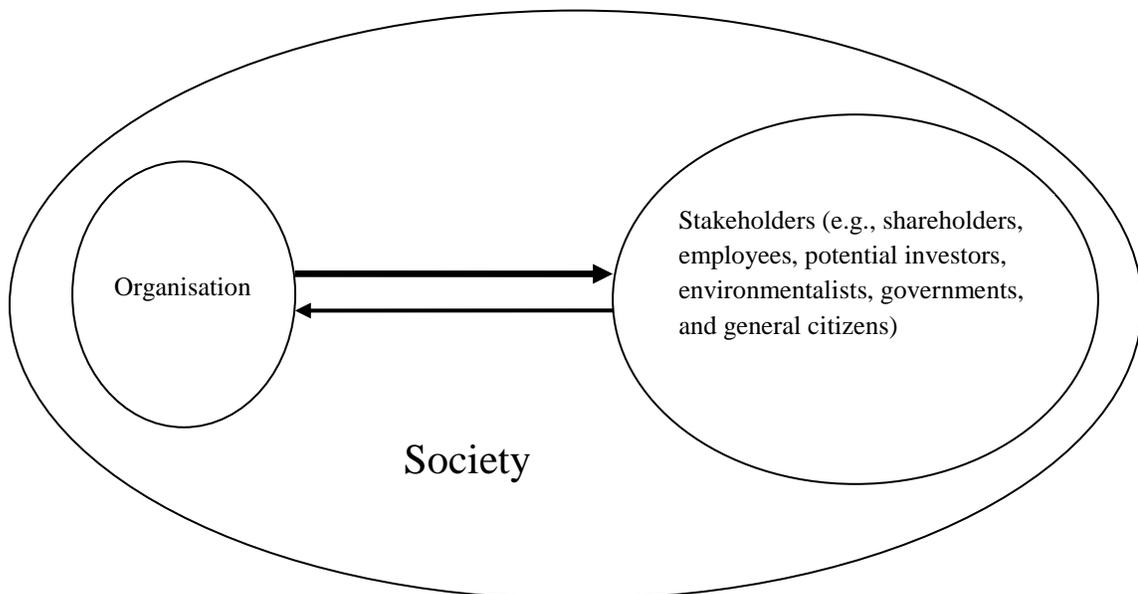 Stakeholders (e.g., shareholders,
employees, potential investors,
environmentalists, governments,
and general citizens)
Organisation
Society